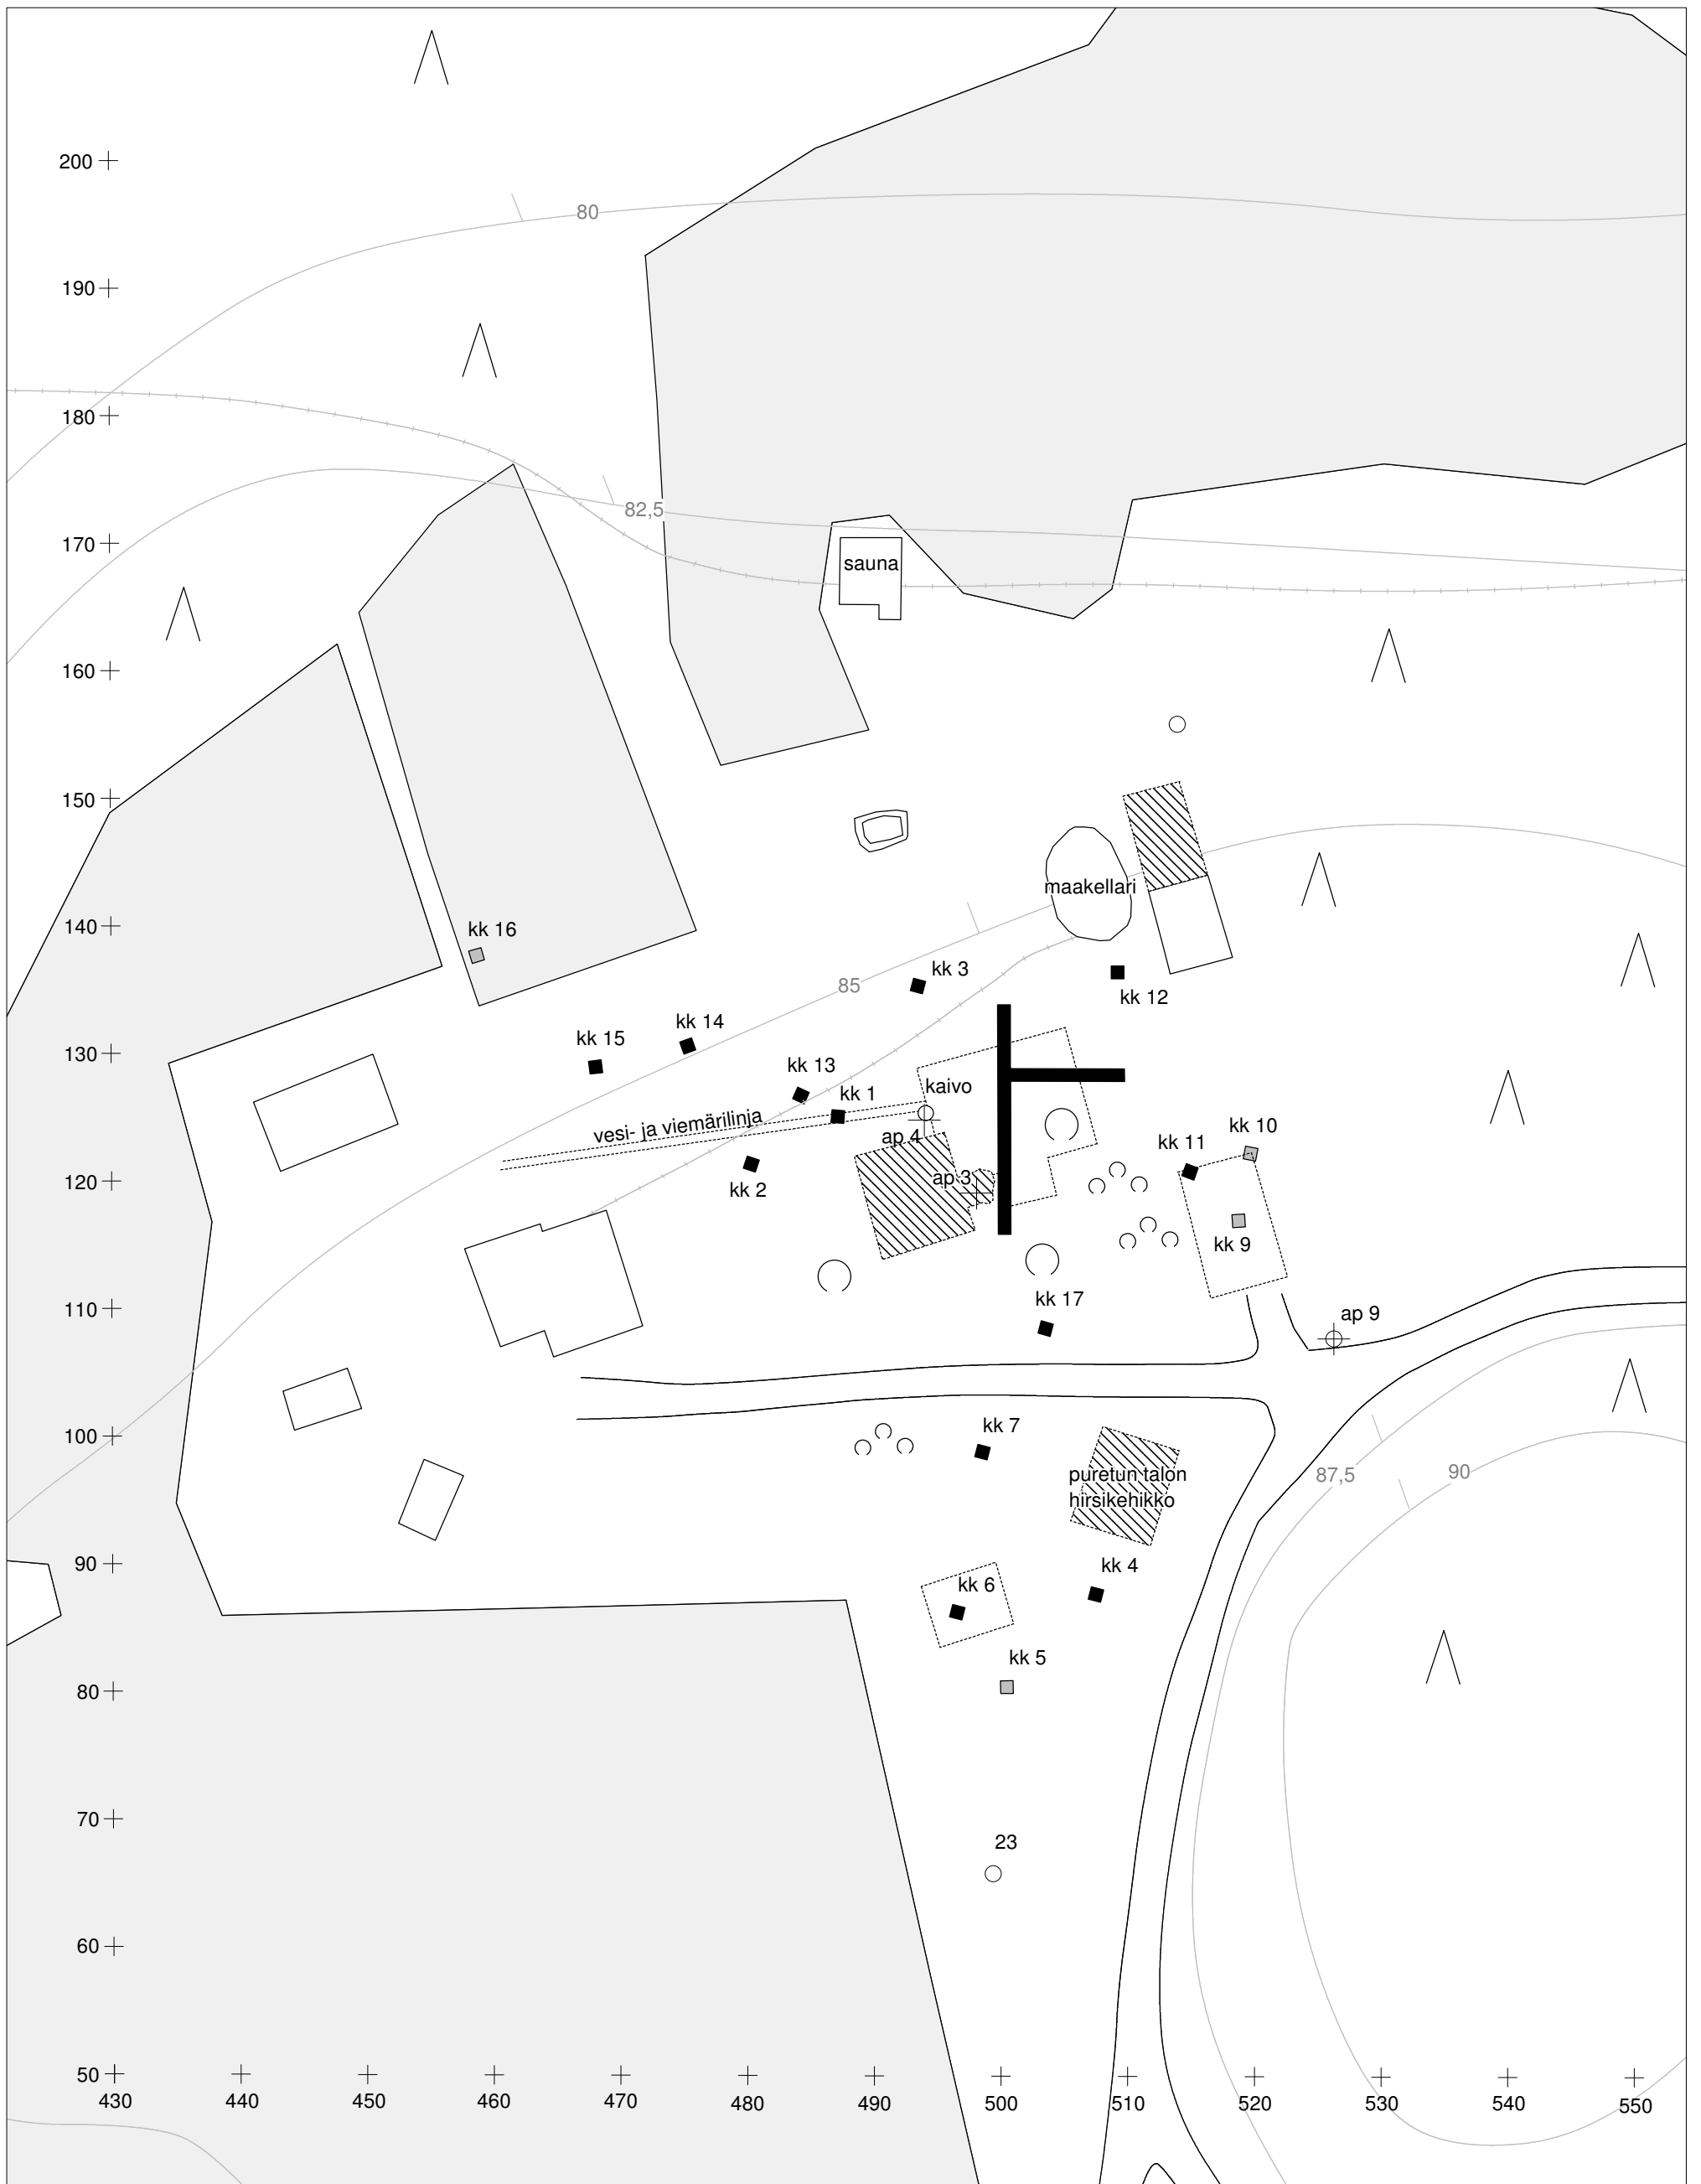 200
80
190
180
82,5
170
sauna
160
150
maakellari
140
kk 16
kk 3
85
kk 12
kk 14
kk 15
130
kk 13
kaivo
kk 1
vesi- ja viemärilinja
kk 10
ap 4
kk 11
120
ap 3
kk 2
kk 9
110
kk 17
ap 9
100
kk 7
puretun talon
87,5
90
hirsikehikko
90
kk 4
kk 6
kk 5
80
70
23
60
50
430
440
450
460
470
480
490
500
510
520
530
540
550